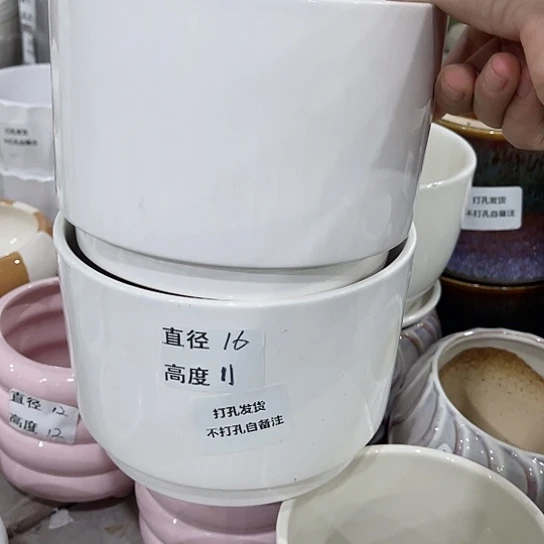 直径 16
高度 11
打孔发货
不打孔自备注
直径 12
高度 12
打孔发货
不打孔自备注